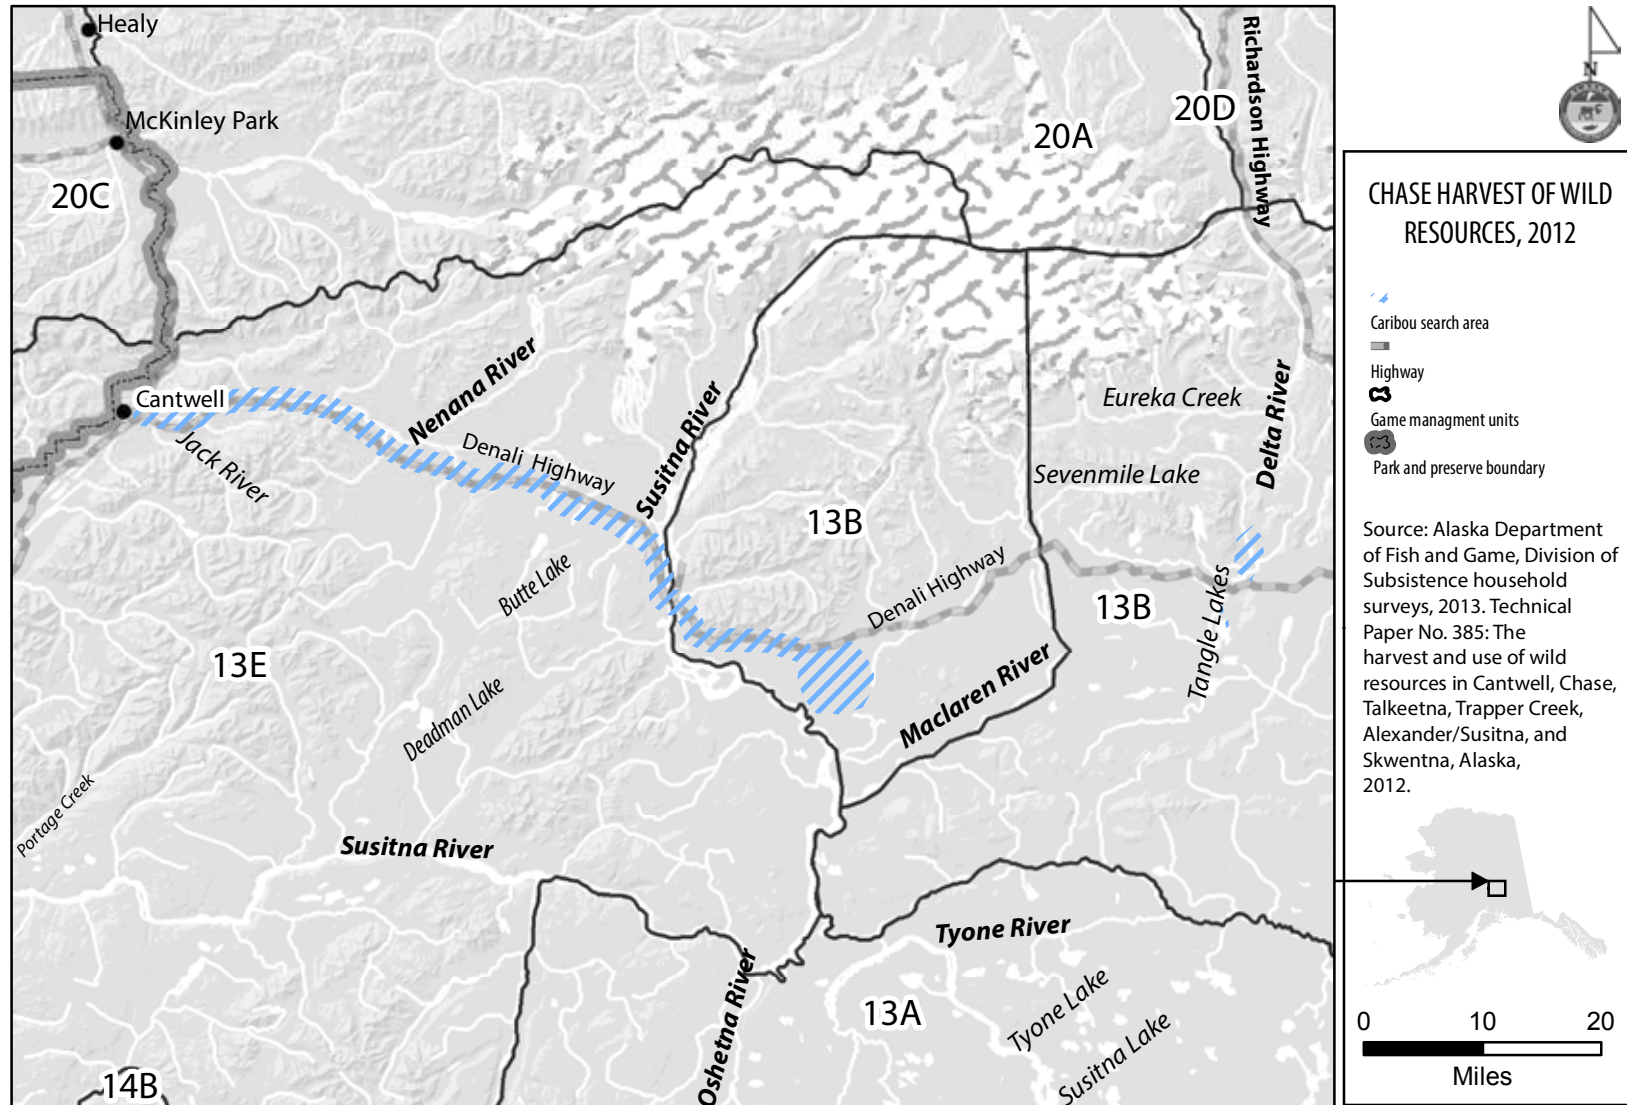 Healy
McKinley Park
20C
20A
20D
Richardson Highway
Cantwell
Jack River
Nenana River
Denali Highway
Susitna River
Eureka Creek
Delta River
Sevenmile Lake
13B
Butte Lake
Denali Highway
13B
Tangle Lakes
13E
Deadman Lake
Maclaren River
Portage Creek
Susitna River
Tyone River
Oshetna River
13A
Tyone Lake
Susitna Lake
14B
N
CHASE HARVEST OF WILD
RESOURCES, 2012
Caribou search area
Highway
Game managment units
Park and preserve boundary
Source: Alaska Department
of Fish and Game, Division of
Subsistence household
surveys, 2013. Technical
Paper No. 385: The
harvest and use of wild
resources in Cantwell, Chase,
Talkeetna, Trapper Creek,
Alexander/Susitna, and
Skwentna, Alaska,
2012.
0 10 20
Miles